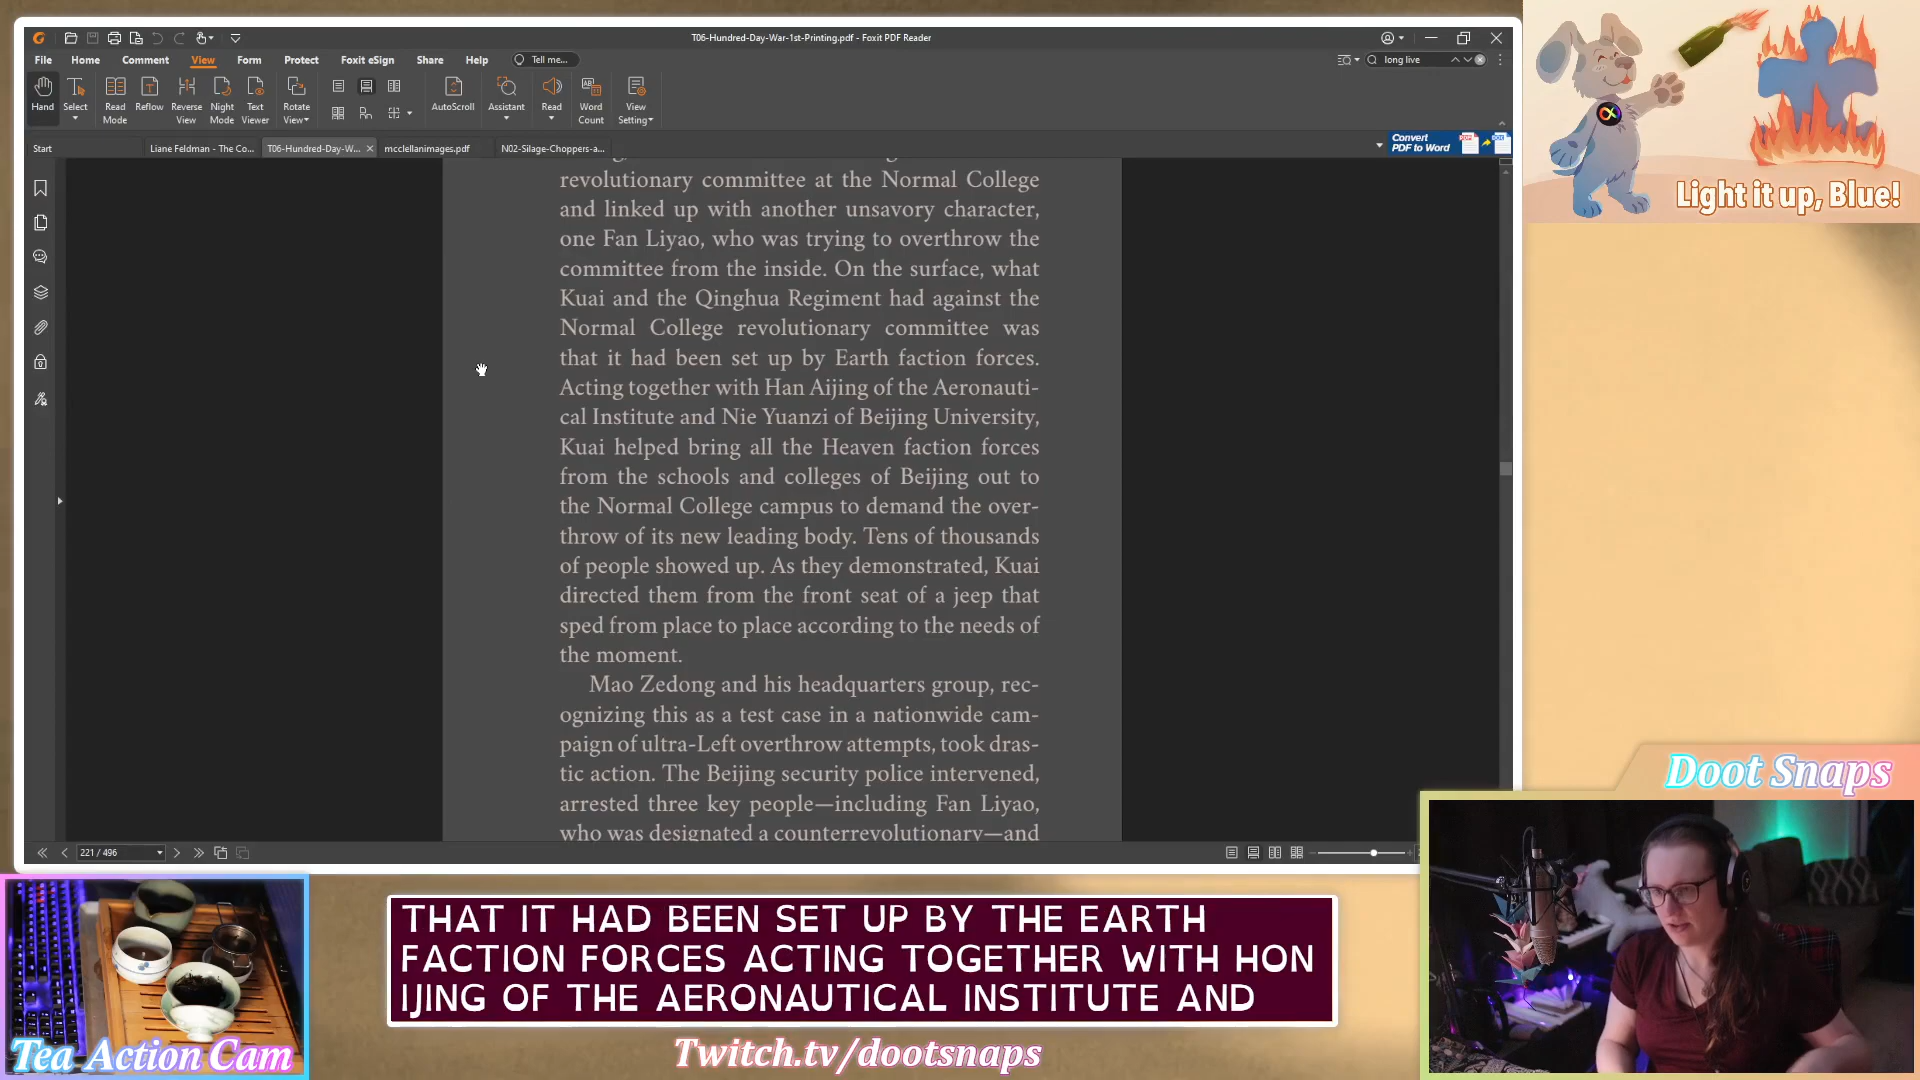 T06-Hundred-Day-War-1st-Printing.pdf - Foxit PDF Reader
File Home Comment View Form Protect Foxit eSign Share Help Tell me... long live
Hand Select Read Mode Reflow Reverse View Night Mode Text Viewer Rotate View AutoScroll Assistant Read Word Count View Setting
Start Liane Feldman - The Co... T06-Hundred-Day-W... mcclellanimages.pdf N02-Silage-Choppers-a... Convert PDF to Word
Light it up, Blue!
revolutionary committee at the Normal College
and linked up with another unsavory character,
one Fan Liyao, who was trying to overthrow the
committee from the inside. On the surface, what
Kuai and the Qinghua Regiment had against the
Normal College revolutionary committee was
that it had been set up by Earth faction forces.
Acting together with Han Aijing of the Aeronauti-
cal Institute and Nie Yuanzi of Beijing University,
Kuai helped bring all the Heaven faction forces
from the schools and colleges of Beijing out to
the Normal College campus to demand the over-
throw of its new leading body. Tens of thousands
of people showed up. As they demonstrated, Kuai
directed them from the front seat of a jeep that
sped from place to place according to the needs of
the moment.
Mao Zedong and his headquarters group, rec-
ognizing this as a test case in a nationwide cam-
paign of ultra-Left overthrow attempts, took dras-
tic action. The Beijing security police intervened,
arrested three key people—including Fan Liyao,
who was designated a counterrevolutionary—and
221 / 496
Doot Snaps
THAT IT HAD BEEN SET UP BY THE EARTH
FACTION FORCES ACTING TOGETHER WITH HON
IJING OF THE AERONAUTICAL INSTITUTE AND
Tea Action Cam
Twitch.tv/dootsnaps